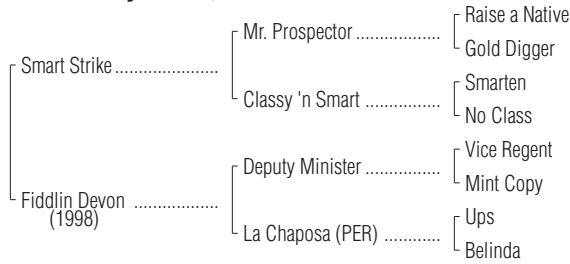 Raise a Native
Mr. Prospector ..................
Gold Digger
Smart Strike ......................
Smarten
Classy 'n Smart ................
No Class
Vice Regent
Deputy Minister ................
Mint Copy
Fiddlin Devon ..................
(1998)
Ups
La Chaposa (PER) ............
Belinda